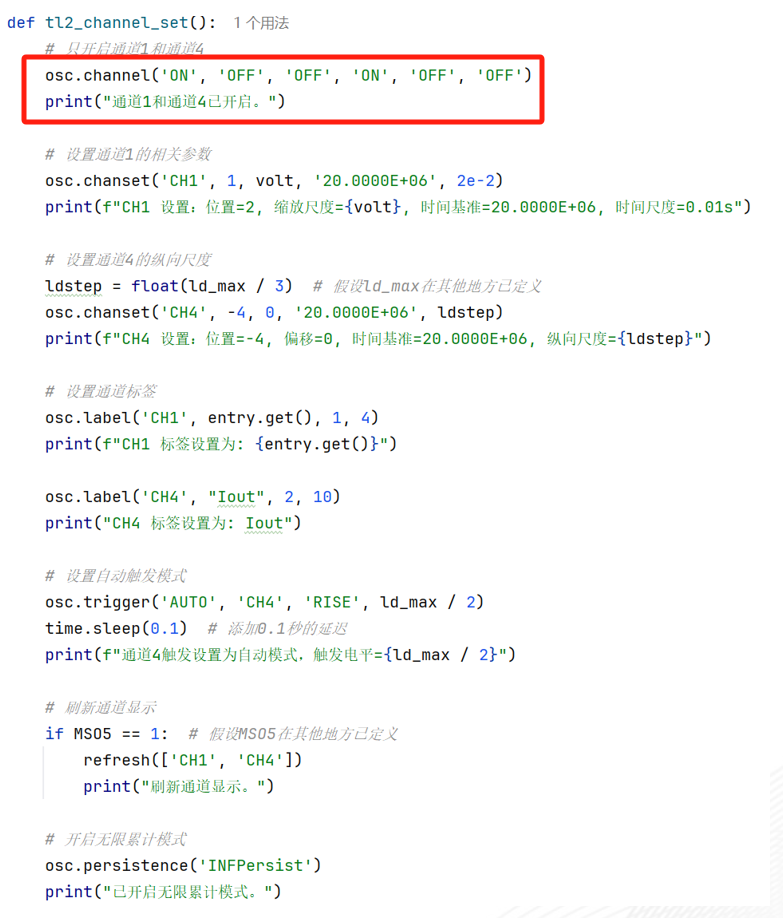 def tl2_channel_set(): 1 个用法
# 只开启通道1和通道4
osc.channel('ON', 'OFF', 'OFF', 'ON', 'OFF', 'OFF')
print("通道1和通道4已开启。")
# 设置通道1的相关参数
osc.chanset('CH1', 1, volt, '20.0000E+06', 2e-2)
print(f"CH1 设置：位置=2, 缩放尺度={volt}, 时间基准=20.0000E+06, 时间尺度=0.01s")
# 设置通道4的纵向尺度
ldstep = float(ld_max / 3)  # 假设ld_max在其他地方已定义
osc.chanset('CH4', -4, 0, '20.0000E+06', ldstep)
print(f"CH4 设置：位置=-4, 偏移=0, 时间基准=20.0000E+06, 纵向尺度={ldstep}")
# 设置通道标签
osc.label('CH1', entry.get(), 1, 4)
print(f"CH1 标签设置为: {entry.get()}")
osc.label('CH4', "Iout", 2, 10)
print("CH4 标签设置为: Iout")
# 设置自动触发模式
osc.trigger('AUTO', 'CH4', 'RISE', ld_max / 2)
time.sleep(0.1)  # 添加0.1秒的延迟
print(f"通道4触发设置为自动模式，触发电平={ld_max / 2}")
# 刷新通道显示
if MSO5 == 1:  # 假设MSO5在其他地方已定义
refresh(['CH1', 'CH4'])
print("刷新通道显示。")
# 开启无限累计模式
osc.persistence('INFPersist')
print("已开启无限累计模式。")